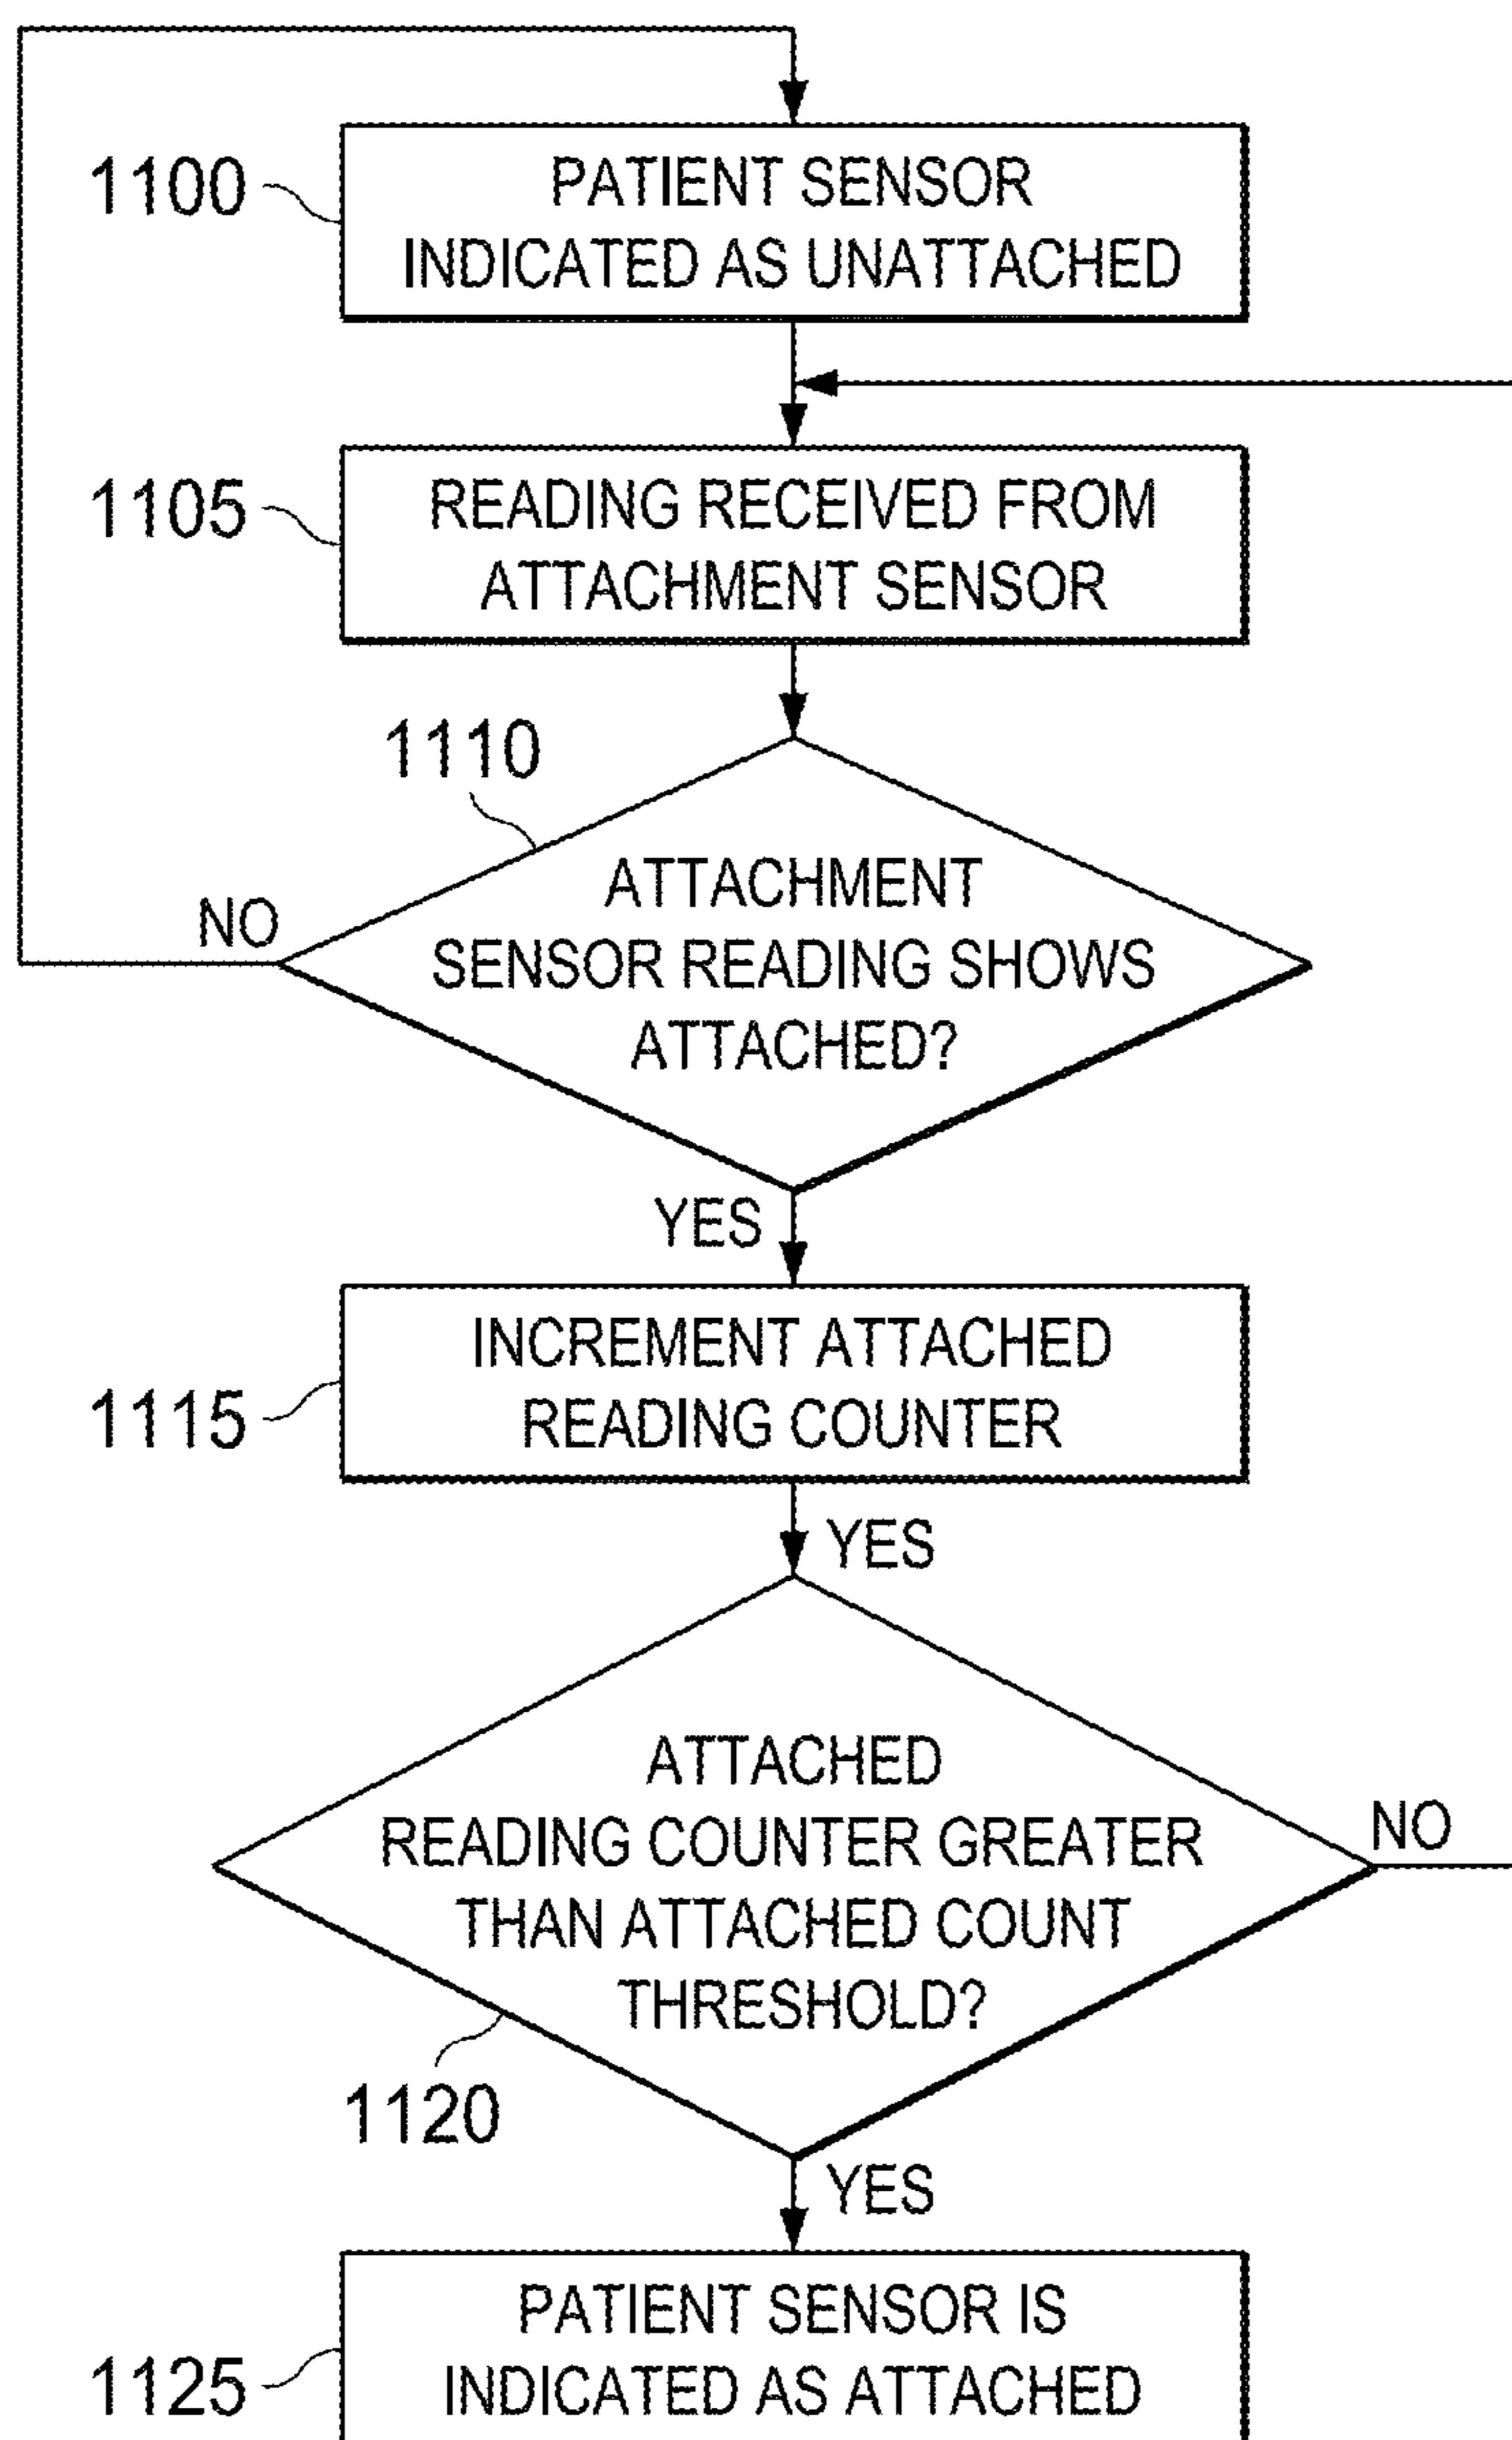 1100
PATIENT SENSOR
INDICATED AS UNATTACHED
1105
READING RECEIVED FROM
ATTACHMENT SENSOR
1110
ATTACHMENT
SENSOR READING SHOWS
ATTACHED?
NO
YES
1115
INCREMENT ATTACHED
READING COUNTER
YES
ATTACHED
READING COUNTER GREATER
THAN ATTACHED COUNT
THRESHOLD?
NO
1120
YES
1125
PATIENT SENSOR IS
INDICATED AS ATTACHED